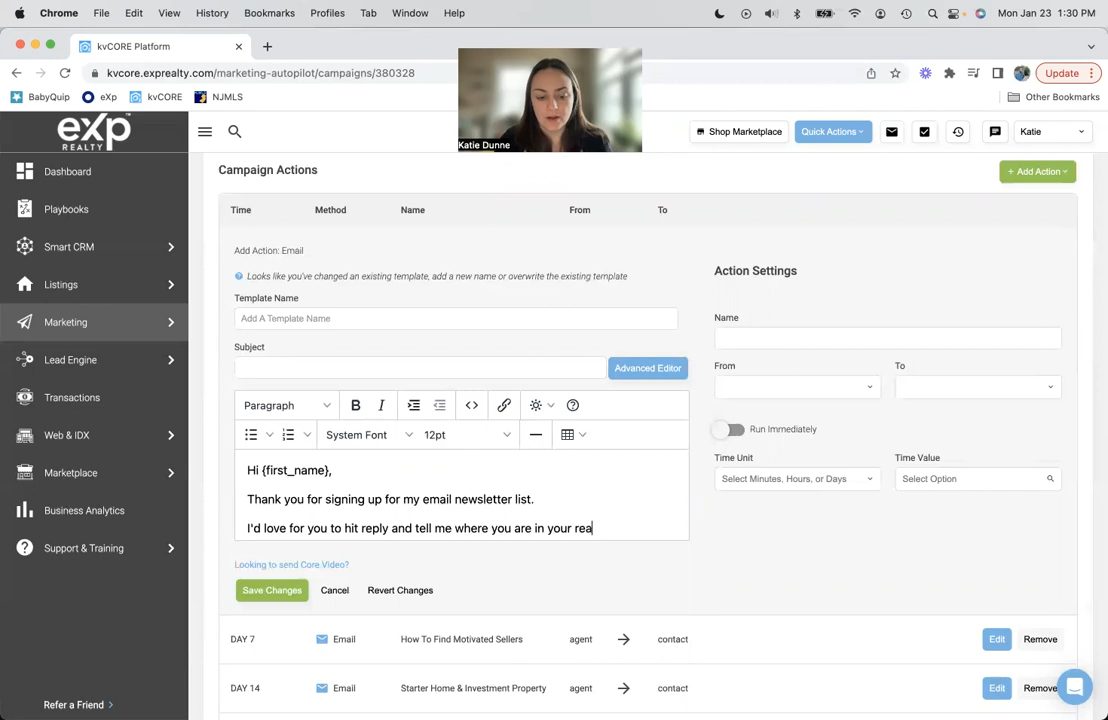 Chrome File Edit View History Bookmarks Profiles Tab Window Help Mon Jan 23 1:30 PM
kvCORE Platform
kvcore.exprealty.com/marketing-autopilot/campaigns/380328 Update
BabyQuip eXp kvCORE NJMLS Other Bookmarks
Katie Dunne
eXp REALTY
Shop Marketplace Quick Actions Katie
Dashboard
Playbooks
Smart CRM
Listings
Marketing
Lead Engine
Transactions
Web & IDX
Marketplace
Business Analytics
Support & Training
Refer a Friend
Campaign Actions + Add Action
Time Method Name From To
Add Action: Email
Looks like you've changed an existing template, add a new name or overwrite the existing template
Template Name
Add A Template Name
Subject
Advanced Editor
Paragraph B I
System Font 12pt
Hi {first_name},
Thank you for signing up for my email newsletter list.
I'd love for you to hit reply and tell me where you are in your rea
Looking to send Core Video?
Save Changes Cancel Revert Changes
Action Settings
Name
From To
Run Immediately
Time Unit Time Value
Select Minutes, Hours, or Days Select Option
DAY 7 Email How To Find Motivated Sellers agent contact Edit Remove
DAY 14 Email Starter Home & Investment Property agent contact Edit Remove